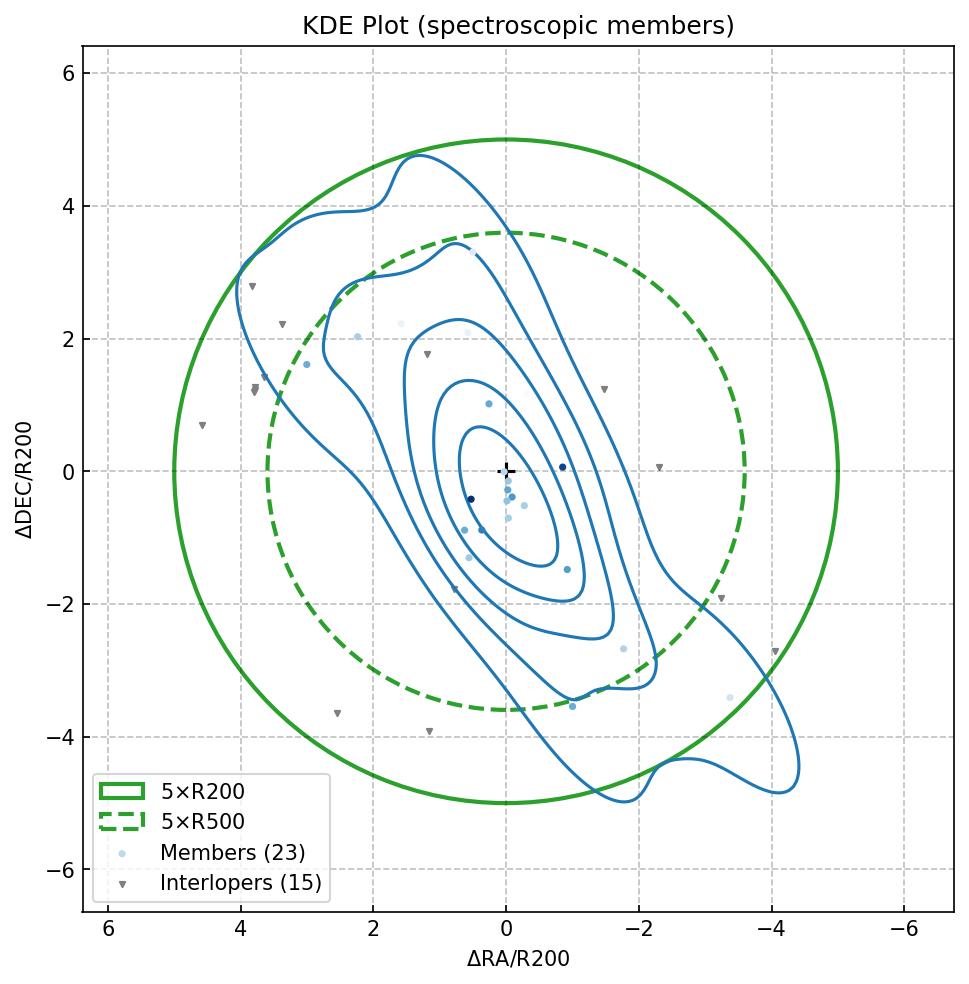 KDE Plot (spectroscopic members)
6
4
2
0
−2
−4
−6
ΔDEC/R200
5×R200
5×R500
Members (23)
Interlopers (15)
6 4 2 0 −2 −4 −6
ΔRA/R200